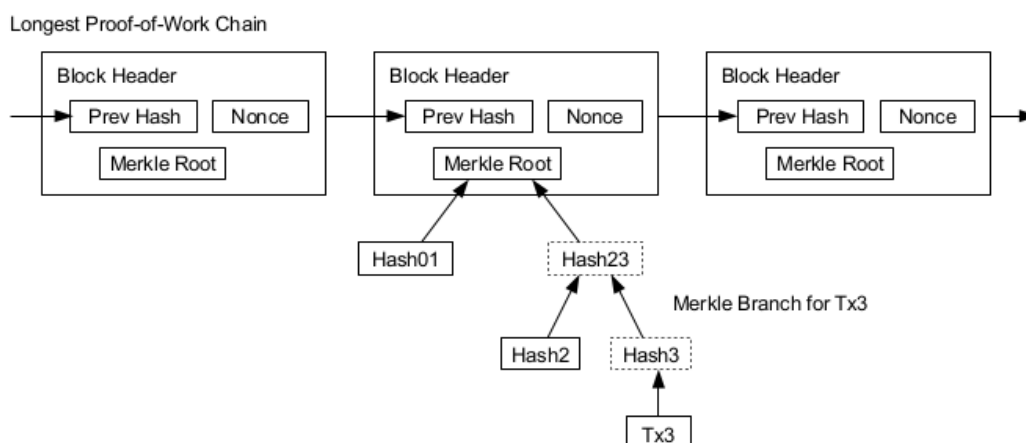 Longest Proof-of-Work Chain
Block Header
Prev Hash
Nonce
Merkle Root
Block Header
Prev Hash
Nonce
Merkle Root
Block Header
Prev Hash
Nonce
Merkle Root
Hash01
Hash23
Merkle Branch for Tx3
Hash2
Hash3
Tx3